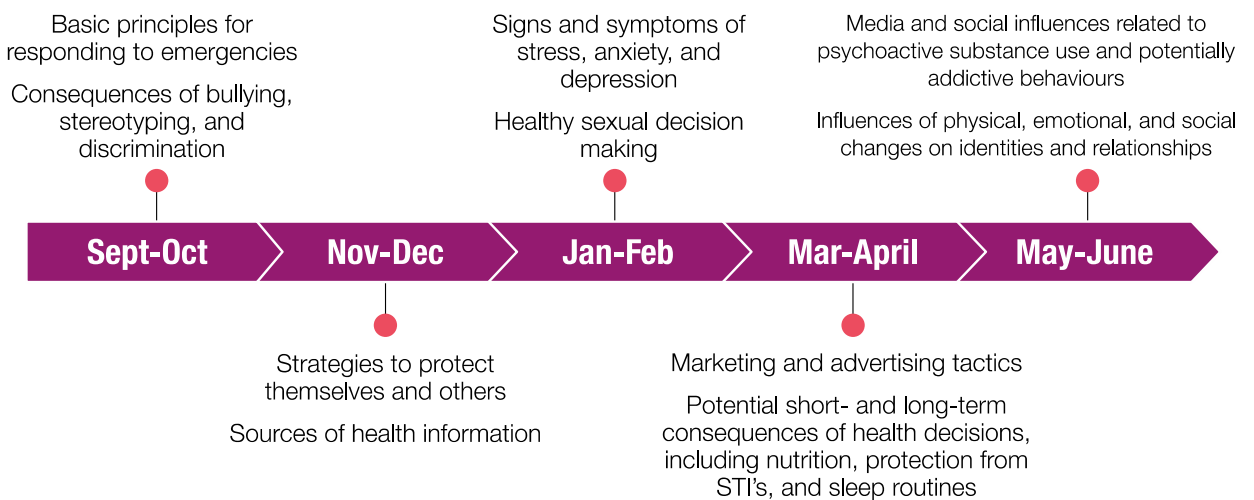 Basic principles for
responding to emergencies
Consequences of bullying,
stereotyping, and
discrimination
Signs and symptoms of
stress, anxiety, and
depression
Healthy sexual decision
making
Media and social influences related to
psychoactive substance use and potentially
addictive behaviours
Influences of physical, emotional, and social
changes on identities and relationships
Sept-Oct
Nov-Dec
Jan-Feb
Mar-April
May-June
Strategies to protect
themselves and others
Sources of health information
Marketing and advertising tactics
Potential short- and long-term
consequences of health decisions,
including nutrition, protection from
STI's, and sleep routines